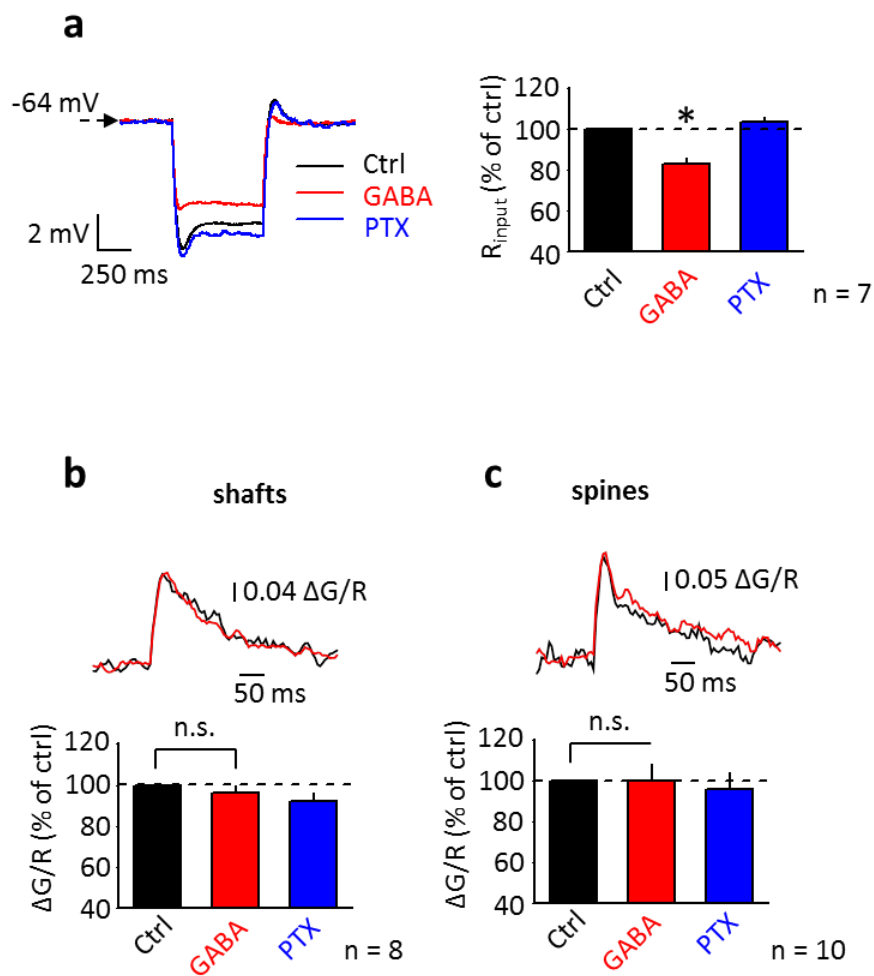 a
-64 mV
Ctrl
GABA
PTX
2 mV
250 ms
R_input (% of ctrl)
120
100
80
60
40
*
Ctrl
GABA
PTX
n = 7
b
shafts
0.04 ΔG/R
50 ms
ΔG/R (% of ctrl)
120
100
80
60
40
n.s.
Ctrl
GABA
PTX
n = 8
c
spines
0.05 ΔG/R
50 ms
ΔG/R (% of ctrl)
120
100
80
60
40
n.s.
Ctrl
GABA
PTX
n = 10